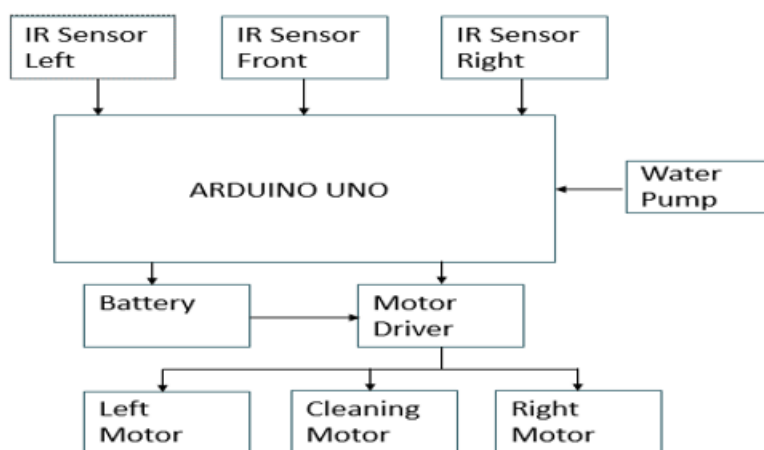 IR Sensor
Left
IR Sensor
Front
IR Sensor
Right
ARDUINO UNO
Water
Pump
Battery
Motor
Driver
Left
Motor
Cleaning
Motor
Right
Motor